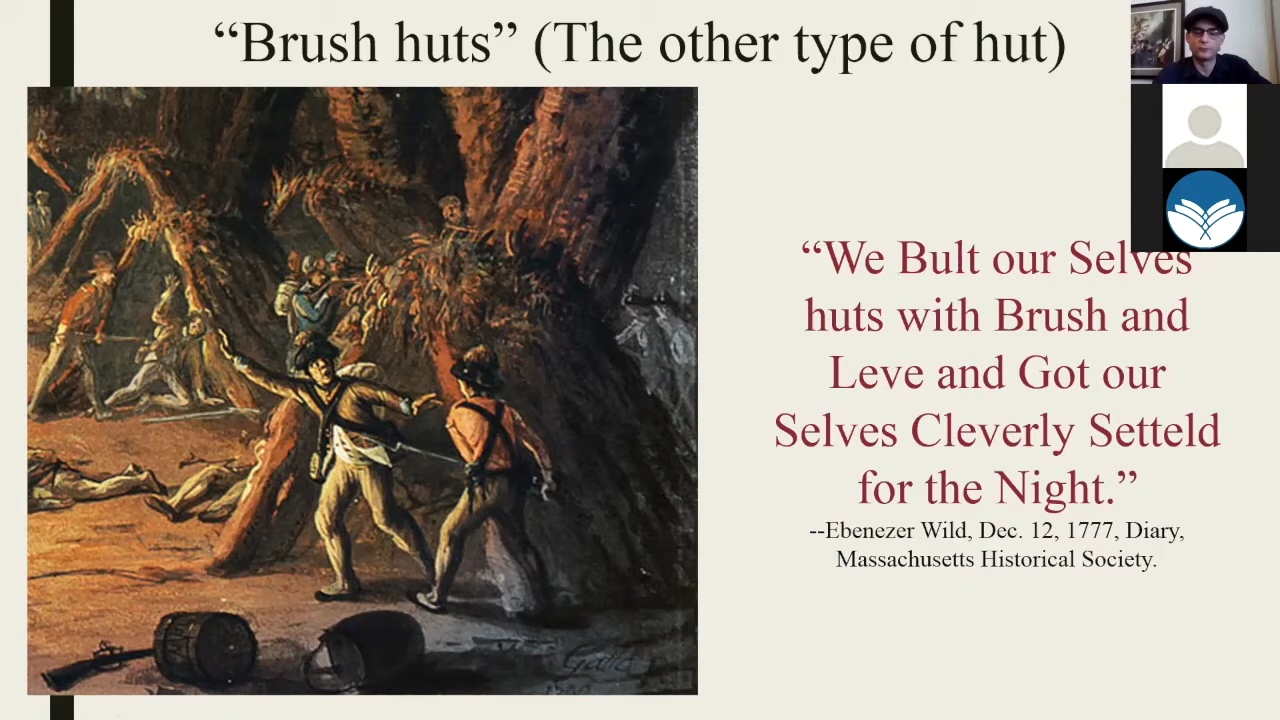 “Brush huts” (The other type of hut)
“We Bult our Selves
huts with Brush and
Leve and Got our
Selves Cleverly Setteld
for the Night.”
--Ebenezer Wild, Dec. 12, 1777, Diary,
Massachusetts Historical Society.